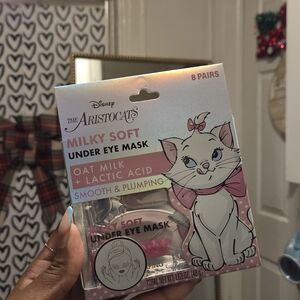 8 PAIRS
Disney
THE ARISTOCATS
MILKY SOFT
UNDER EYE MASK
OAT MILK
+ LACTIC ACID
SMOOTH & PLUMPING
MILKY SOFT
UNDER EYE MASK